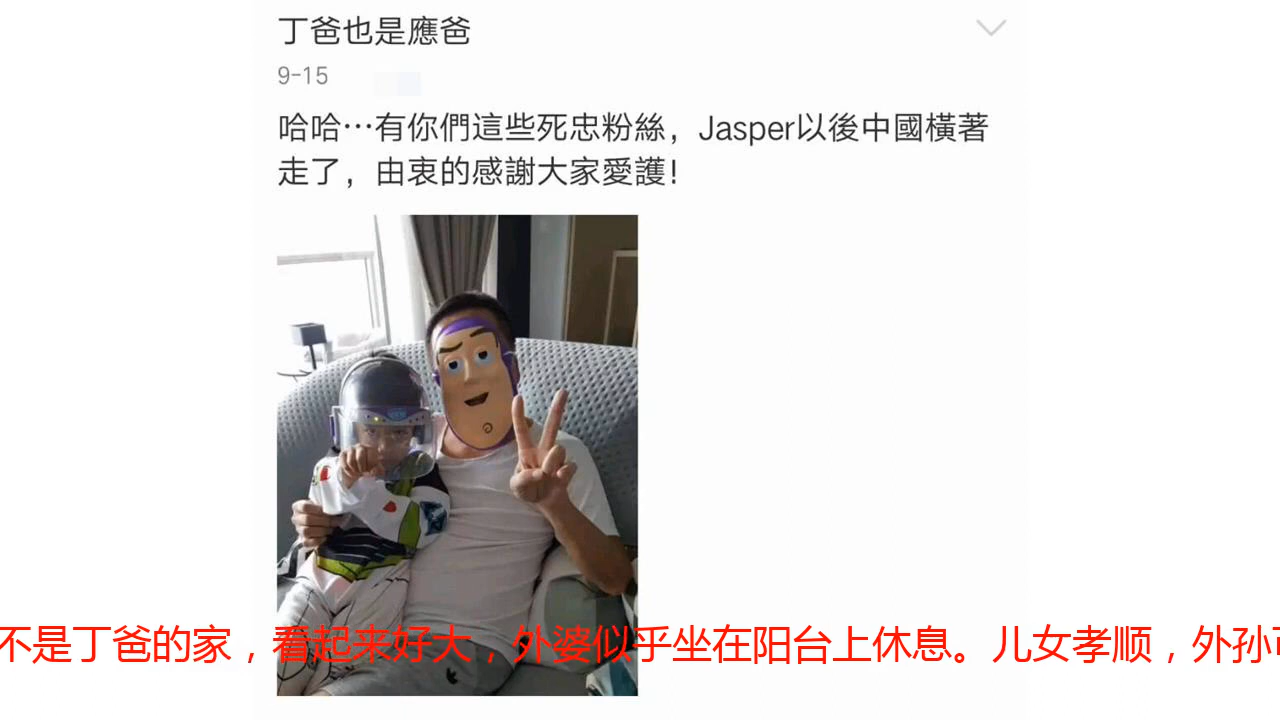 丁爸也是應爸
9-15
哈哈…有你們這些死忠粉絲，Jasper以後中國橫著
走了，由衷的感謝大家愛護!
不是丁爸的家，看起来好大，外婆似乎坐在阳台上休息。儿女孝顺，外孙